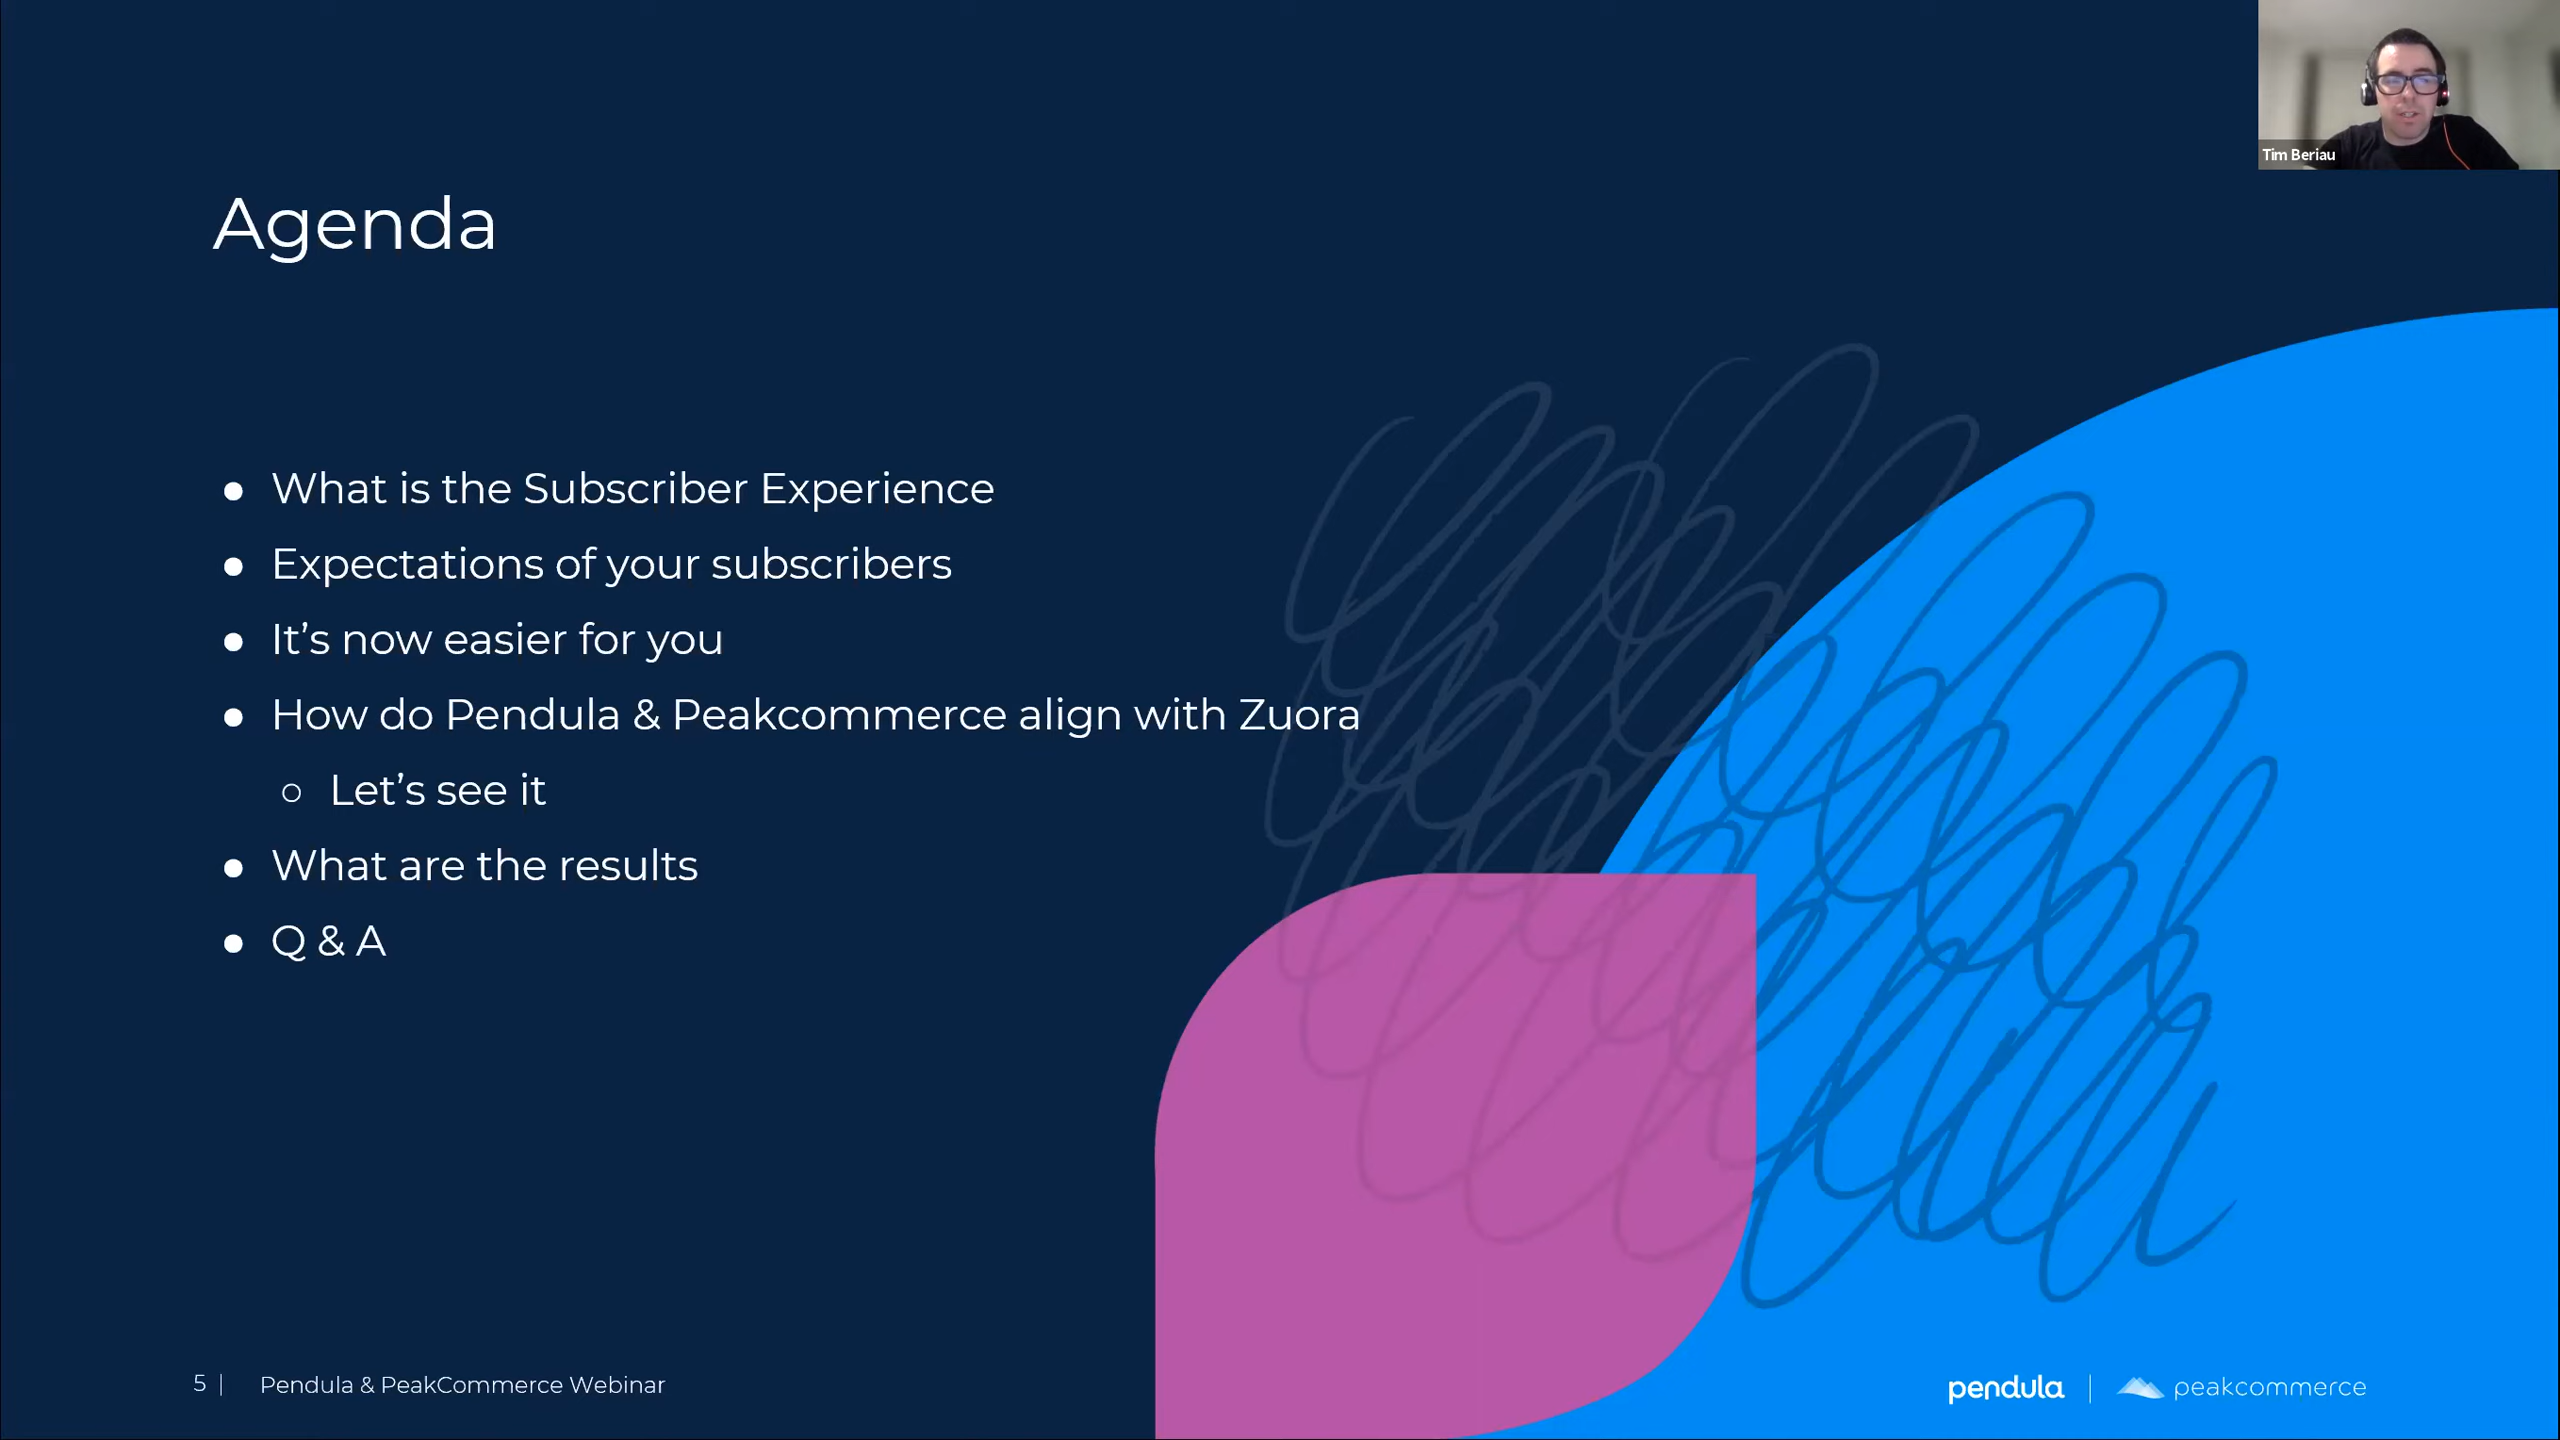 Tim Beriau
Agenda
● What is the Subscriber Experience
● Expectations of your subscribers
● It’s now easier for you
● How do Pendula & Peakcommerce align with Zuora
○ Let’s see it
● What are the results
● Q & A
5 | Pendula & PeakCommerce Webinar
pendula | peakcommerce